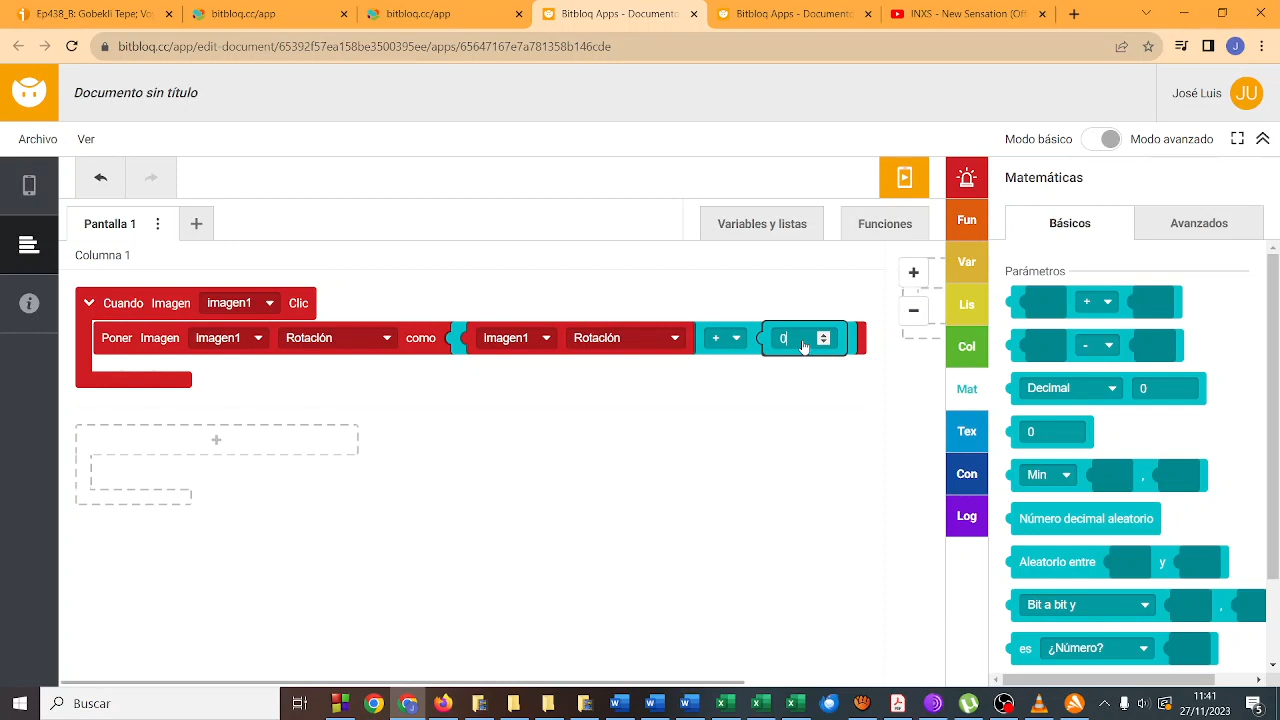 Ep438_B: Gobekli Tepe; Vo
bitbloq.cc/app
bitbloq.cc/app
Bitbloq Apps - Documento
Bitbloq Apps - Documento
INXS - New Sensation (Off
bitbloq.cc/app/edit-document/65392f57ea158be3500395ee/apps/65647167e7a781358b146cde
J
Documento sin título
José Luis
JU
Archivo
Ver
Modo básico
Modo avanzado
Matemáticas
Pantalla 1
Variables y listas
Funciones
Fun
Básicos
Avanzados
Columna 1
Var
Parámetros
Cuando Imagen imagen1 Clic
Lis
+
Poner Imagen Imagen1 Rotación como Imagen1 Rotación + 0
Col
-
Mat
Decimal 0
Tex
0
Con
Min ,
Log
Número decimal aleatorio
Aleatorio entre y
Bit a bit y ,
es ¿Número?
Buscar
11:41
27/11/2023